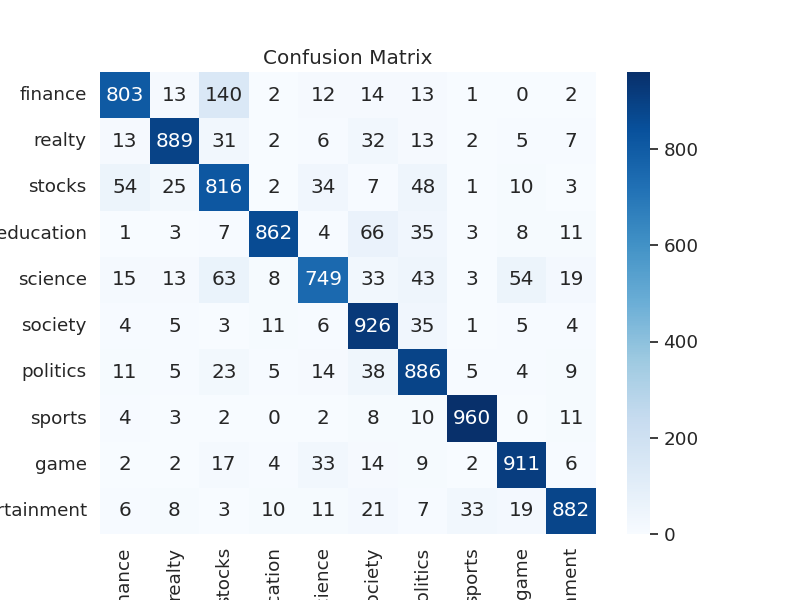 Confusion Matrix
finance 803 13 140 2 12 14 13 1 0 2
realty 13 889 31 2 6 32 13 2 5 7
stocks 54 25 816 2 34 7 48 1 10 3
education 1 3 7 862 4 66 35 3 8 11
science 15 13 63 8 749 33 43 3 54 19
society 4 5 3 11 6 926 35 1 5 4
politics 11 5 23 5 14 38 886 5 4 9
sports 4 3 2 0 2 8 10 960 0 11
game 2 2 17 4 33 14 9 2 911 6
rtainment 6 8 3 10 11 21 7 33 19 882
nance realty stocks cation ience ociety olitics sports game nment
800
600
400
200
0